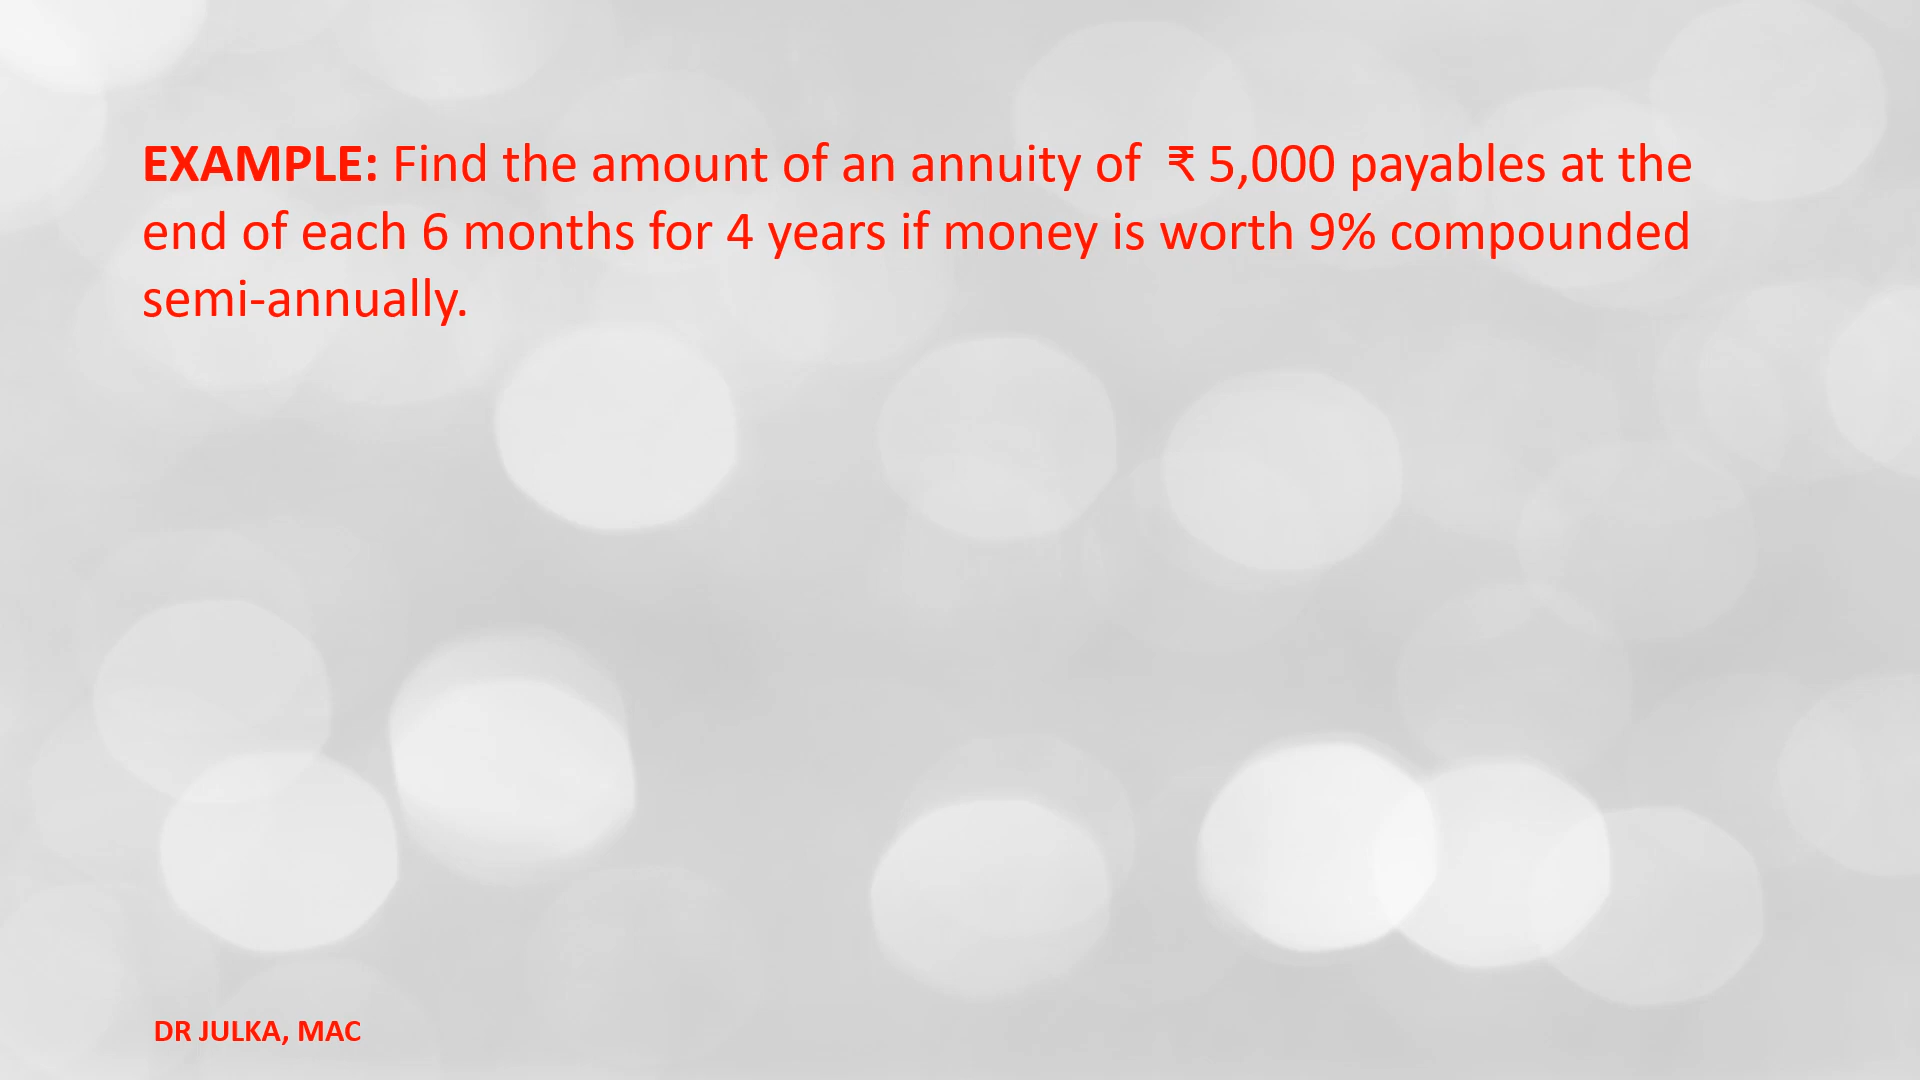 EXAMPLE: Find the amount of an annuity of ₹ 5,000 payables at the
end of each 6 months for 4 years if money is worth 9% compounded
semi-annually.
DR JULKA, MAC